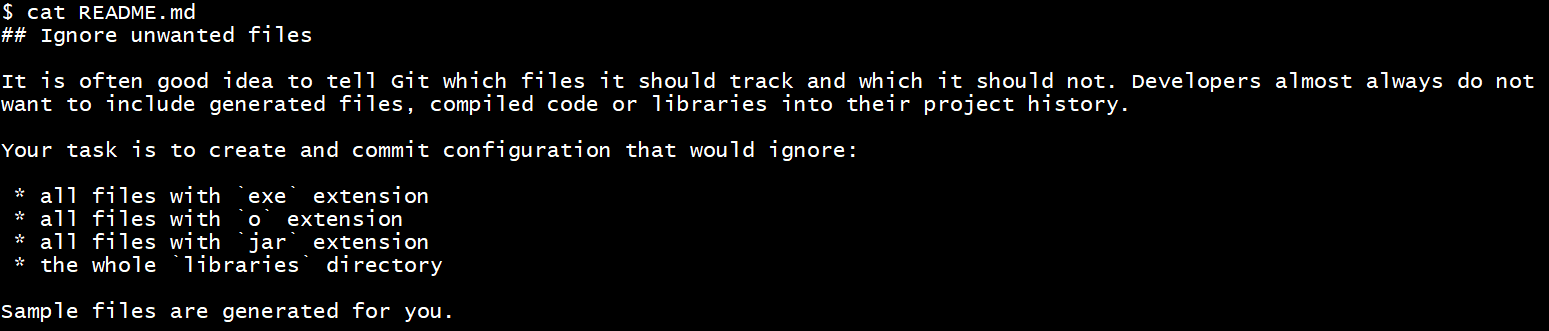 $ cat README.md
## Ignore unwanted files
It is often good idea to tell Git which files it should track and which it should not. Developers almost always do not
want to include generated files, compiled code or libraries into their project history.
Your task is to create and commit configuration that would ignore:
* all files with `exe` extension
* all files with `o` extension
* all files with `jar` extension
* the whole `libraries` directory
Sample files are generated for you.